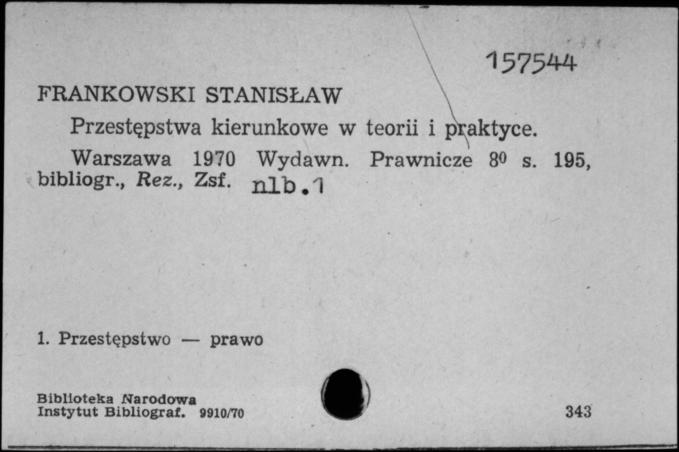 157544
FRANKOWSKI STANISŁAW
Przestępstwa kierunkowe w teorii i praktyce.
Warszawa 1970 Wydawn. Prawnicze 8º s. 195,
bibliogr., Rez., Zsf. nlb.1
1. Przestępstwo — prawo
Biblioteka Narodowa
Instytut Bibliograf. 9910/70 343